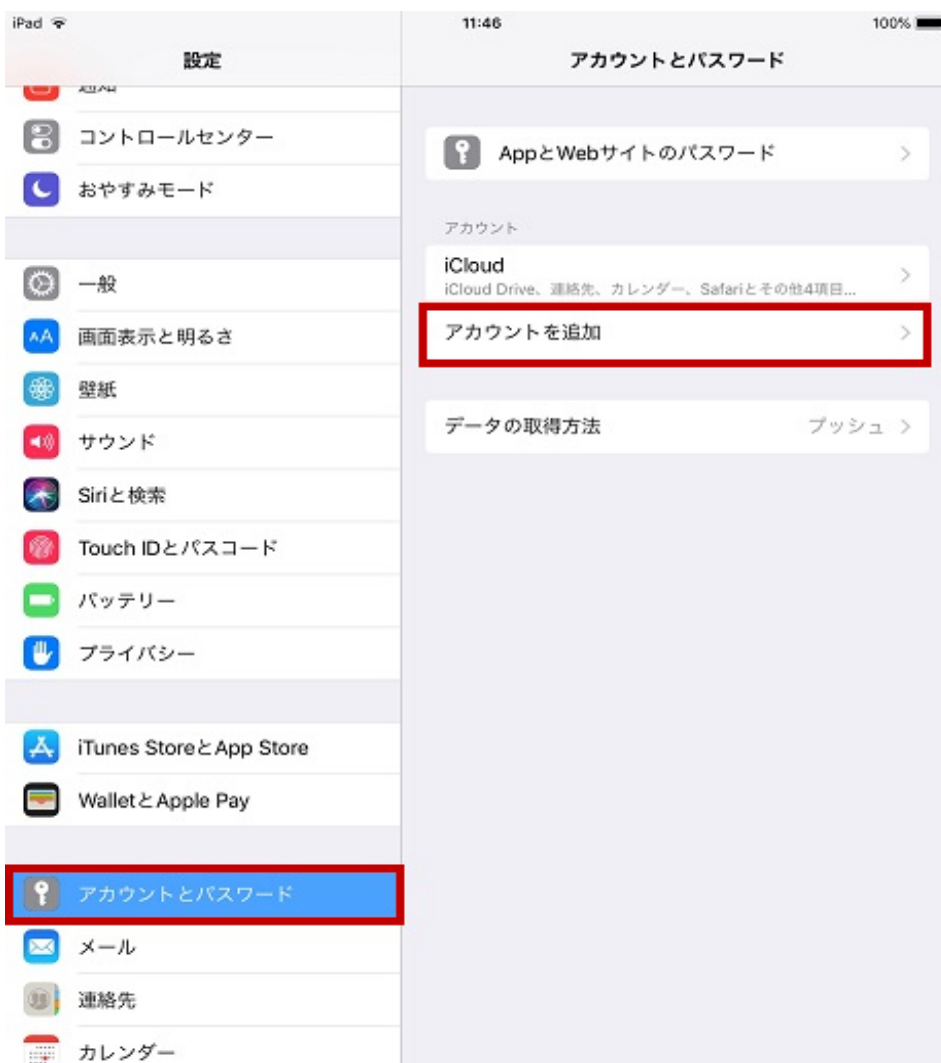 iPad
11:46
100%
設定
アカウントとパスワード
通知
コントロールセンター
おやすみモード
一般
AA
画面表示と明るさ
壁紙
サウンド
Siriと検索
Touch IDとパスコード
バッテリー
プライバシー
iTunes StoreとApp Store
WalletとApple Pay
アカウントとパスワード
メール
連絡先
カレンダー
AppとWebサイトのパスワード
アカウント
iCloud
iCloud Drive、連絡先、カレンダー、Safariとその他4項目...
アカウントを追加
データの取得方法
プッシュ